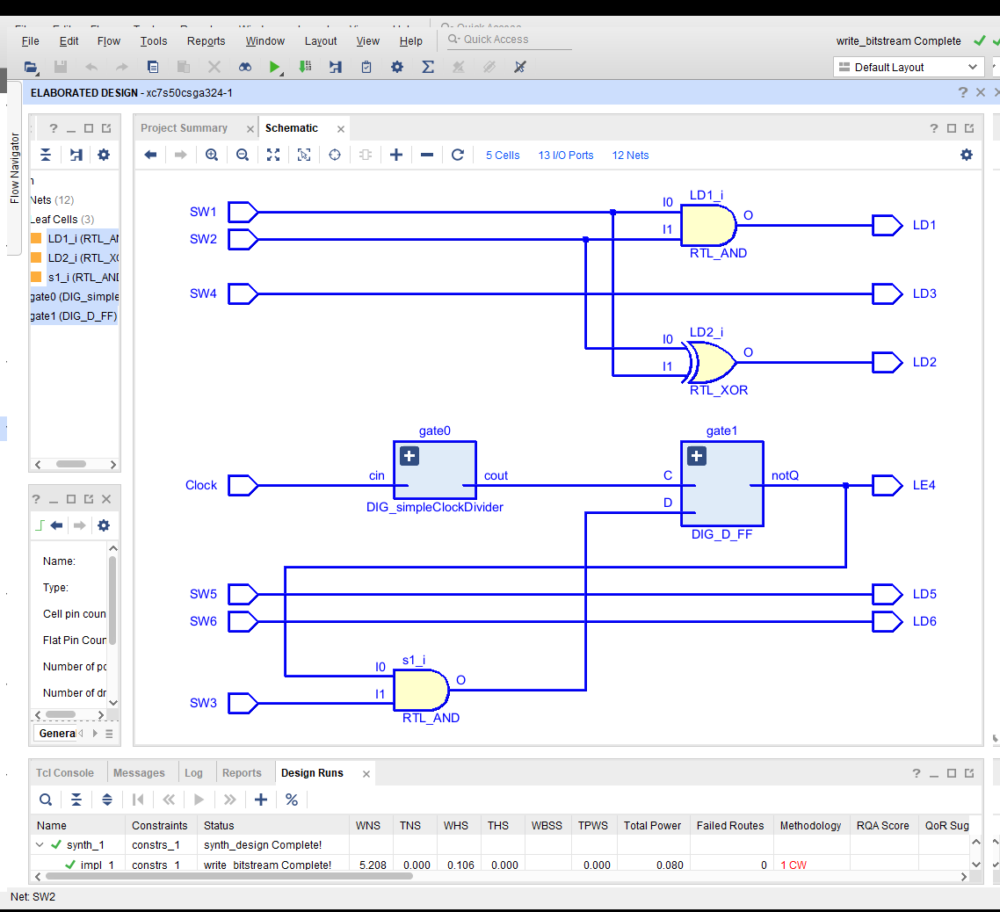 File Edit Flow Tools Reports Window Layout View Help Quick Access write_bitstream Complete
Default Layout
ELABORATED DESIGN - xc7s50csga324-1
Flow Navigator
Nets (12)
Leaf Cells (3)
LD1_i (RTL_AN
LD2_i (RTL_XO
s1_i (RTL_AND
gate0 (DIG_simple
gate1 (DIG_D_FF)
Name:
Type:
Cell pin coun
Flat Pin Coun
Number of po
Number of dr
General
Project Summary Schematic
5 Cells 13 I/O Ports 12 Nets
LD1_i
SW1 I0 O
SW2 I1 LD1
RTL_AND
SW4 LD3
LD2_i
I0 O
I1 LD2
RTL_XOR
gate0 gate1
cin cout C notQ
Clock LE4
D
DIG_simpleClockDivider
DIG_D_FF
SW5 LD5
SW6 LD6
s1_i
I0 O
SW3 I1
RTL_AND
Tcl Console Messages Log Reports Design Runs
Name Constraints Status WNS TNS WHS THS WBSS TPWS Total Power Failed Routes Methodology RQA Score QoR Sug
synth_1 constrs_1 synth_design Complete!
impl_1 constrs_1 write_bitstream Complete! 5.208 0.000 0.106 0.000 0.000 0.080 0 1 CW
Net: SW2